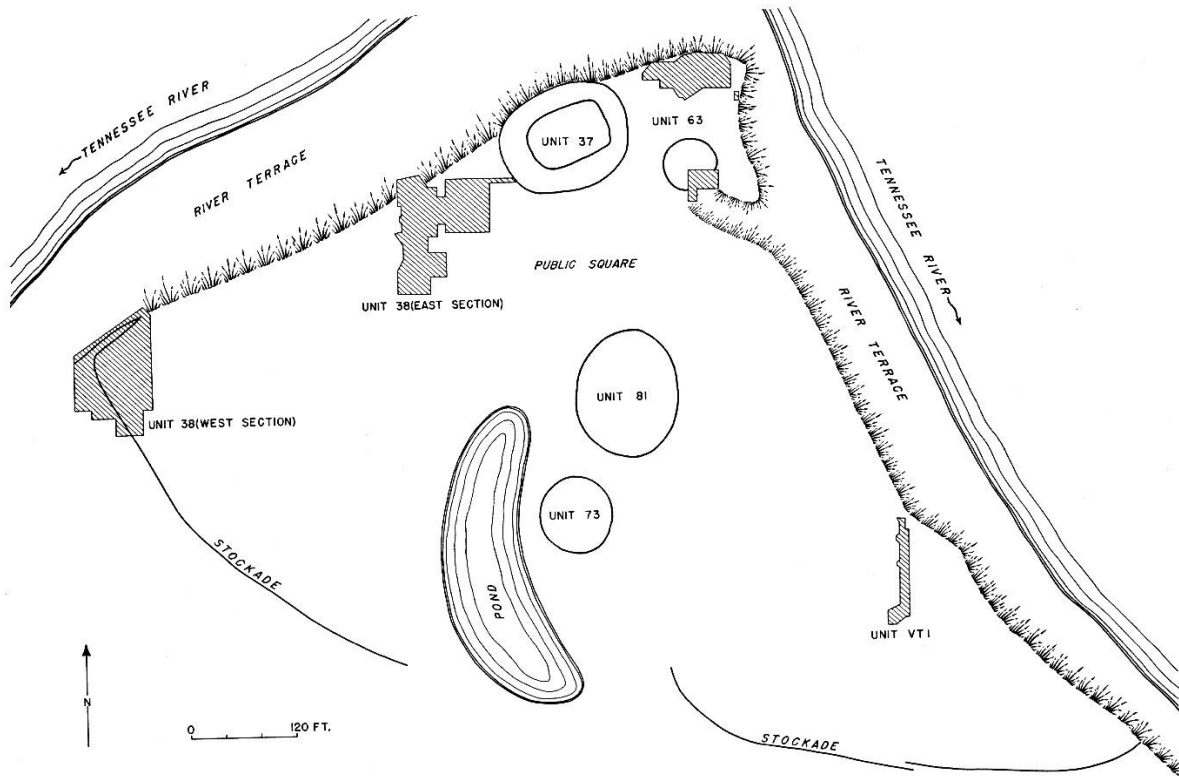 TENNESSEE RIVER
RIVER TERRACE
UNIT 37
UNIT 63
TENNESSEE RIVER
PUBLIC SQUARE
UNIT 38(EAST SECTION)
RIVER TERRACE
UNIT 81
UNIT 38(WEST SECTION)
UNIT 73
STOCKADE
POND
UNIT VT1
N
0 120 FT.
STOCKADE